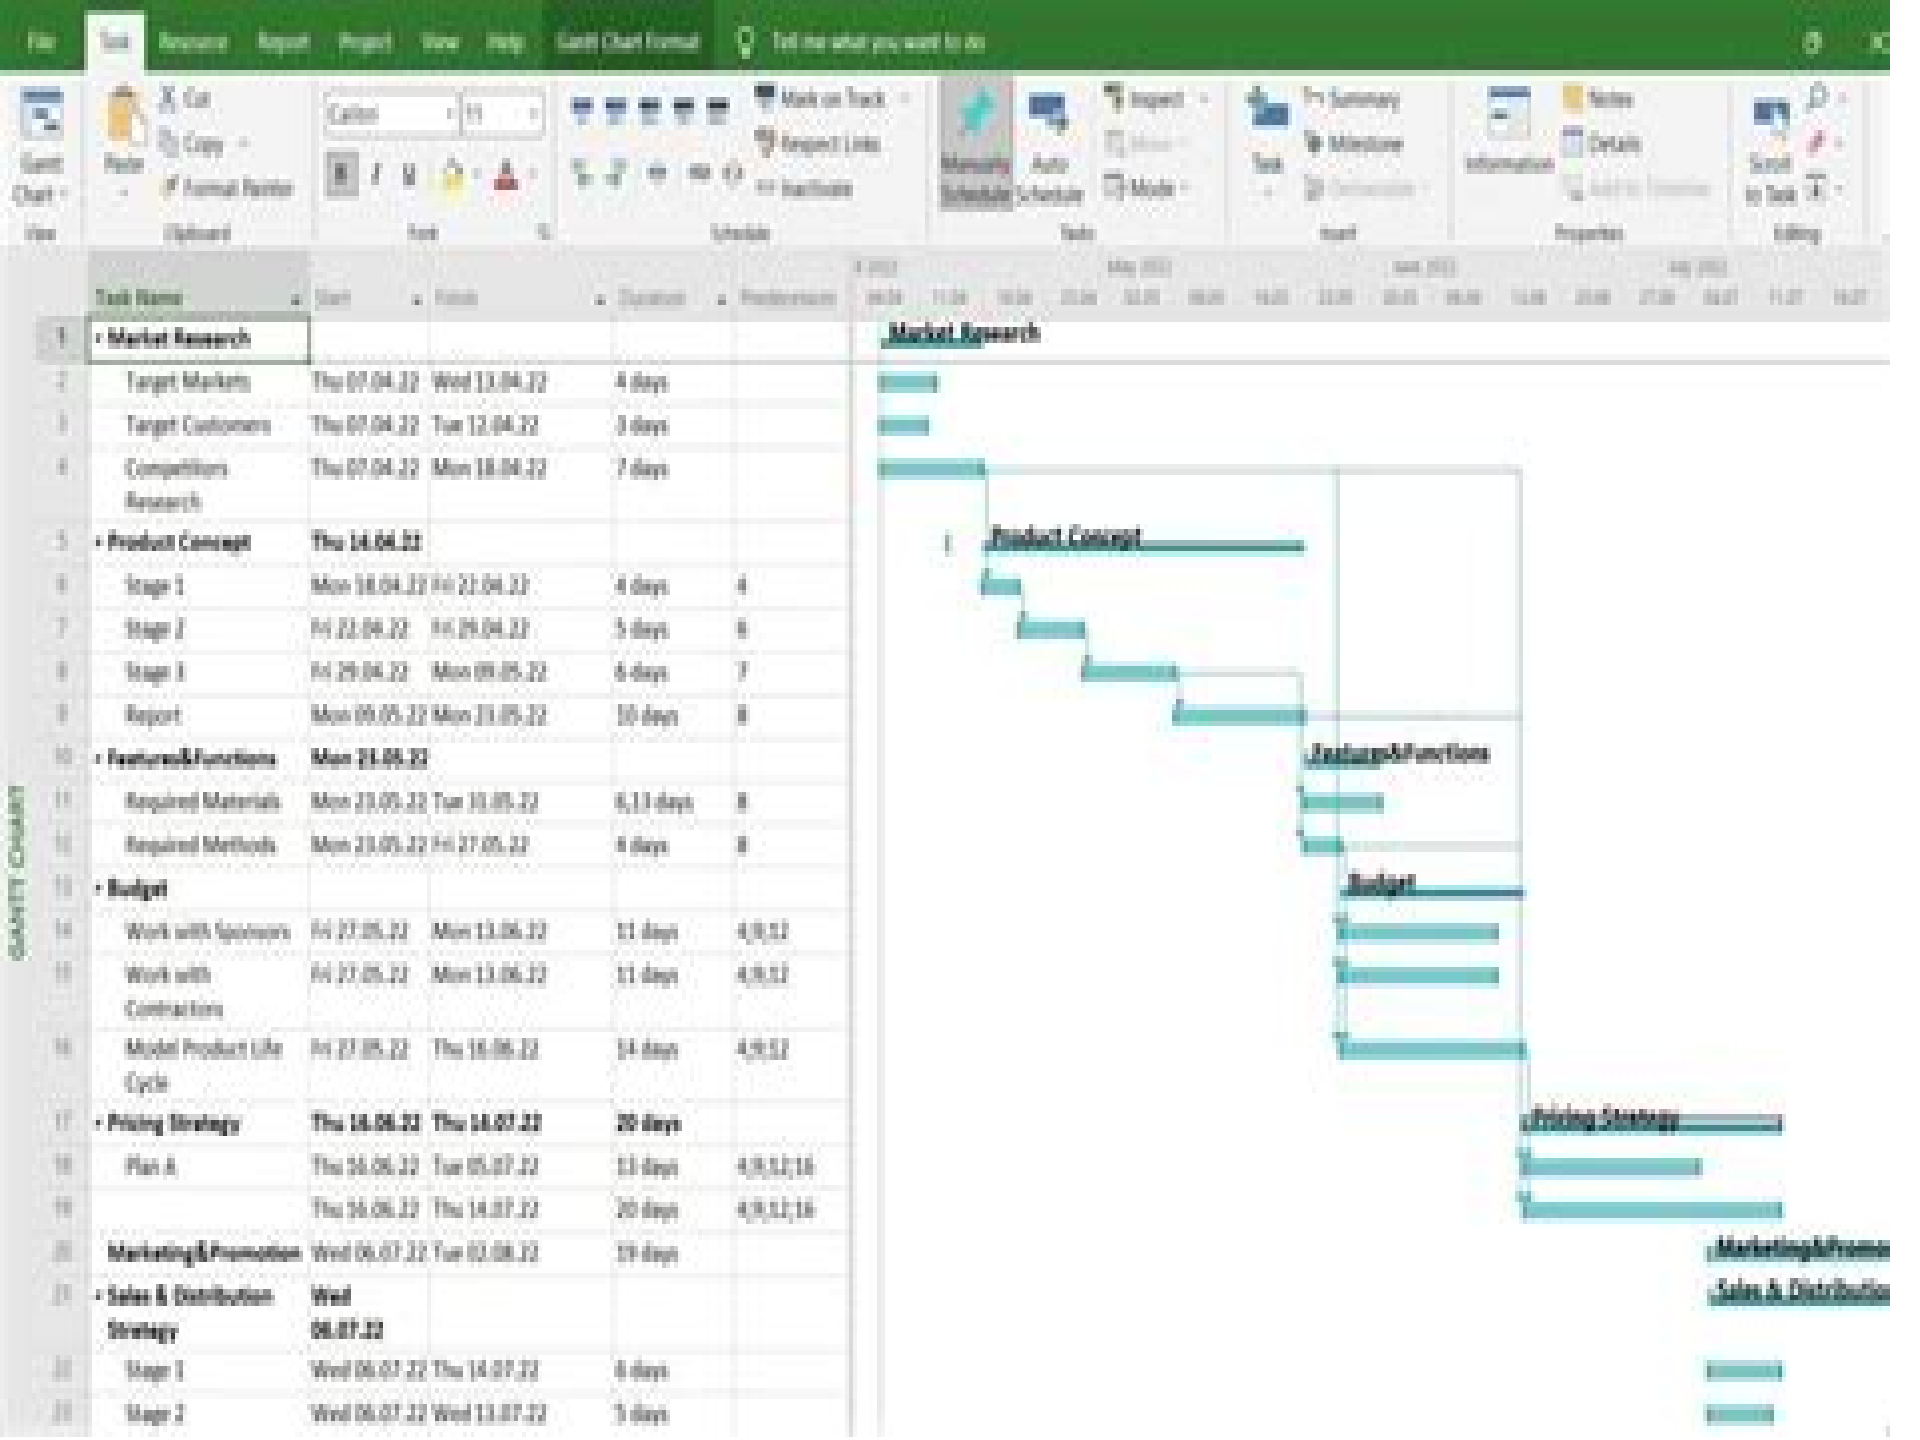 File Task Resource Report Project View Help Gantt Chart Format Tell me what you want to do
Gantt Chart
Paste
Cut
Copy
Format Painter
Calibri 11
B I U
Mark on Track
Respect Links
Inactivate
Manually Schedule
Auto Schedule
Inspect
Move
Mode
Task
Summary
Milestone
Deliverable
Information
Notes
Details
Add to Timeline
Scroll to Task
View Clipboard Font Schedule Tasks Insert Properties Editing
May 2022 July 2022
Task Name Start Finish Duration Predecessors
1 Market Research
2 Target Markets Thu 07.04.22 Wed 13.04.22 4 days
3 Target Customers Thu 07.04.22 Tue 12.04.22 3 days
4 Competitors Thu 07.04.22 Mon 18.04.22 7 days
Research
5 Product Concept Thu 14.04.22
6 Stage 1 Mon 18.04.22 Fri 22.04.22 4 days 4
7 Stage 2 Fri 22.04.22 Fri 29.04.22 5 days 6
8 Stage 3 Fri 29.04.22 Mon 09.05.22 6 days 7
9 Report Mon 09.05.22 Mon 23.05.22 10 days 8
10 Features&Functions Mon 23.05.22
11 Required Materials Mon 23.05.22 Tue 31.05.22 6,13 days 8
12 Required Methods Mon 23.05.22 Fri 27.05.22 4 days 8
13 Budget
14 Work with Sponsors Fri 27.05.22 Mon 13.06.22 11 days 4,9,12
15 Work with Fri 27.05.22 Mon 13.06.22 11 days 4,9,12
Contractors
16 Model Product Life Fri 27.05.22 Thu 16.06.22 14 days 4,9,12
Cycle
17 Pricing Strategy Thu 16.06.22 Thu 14.07.22 20 days
18 Plan A Thu 16.06.22 Tue 05.07.22 13 days 4,9,12,16
19 Thu 16.06.22 Thu 14.07.22 20 days 4,9,12,16
20 Marketing&Promotion Wed 06.07.22 Tue 02.08.22 19 days
21 Sales & Distribution Wed
Strategy 06.07.22
22 Stage 1 Wed 06.07.22 Thu 14.07.22 6 days
23 Stage 2 Wed 06.07.22 Wed 13.07.22 5 days
GANTT CHART
Market Research
Product Concept
Features&Functions
Budget
Pricing Strategy
Marketing&Promo
Sales & Distributio